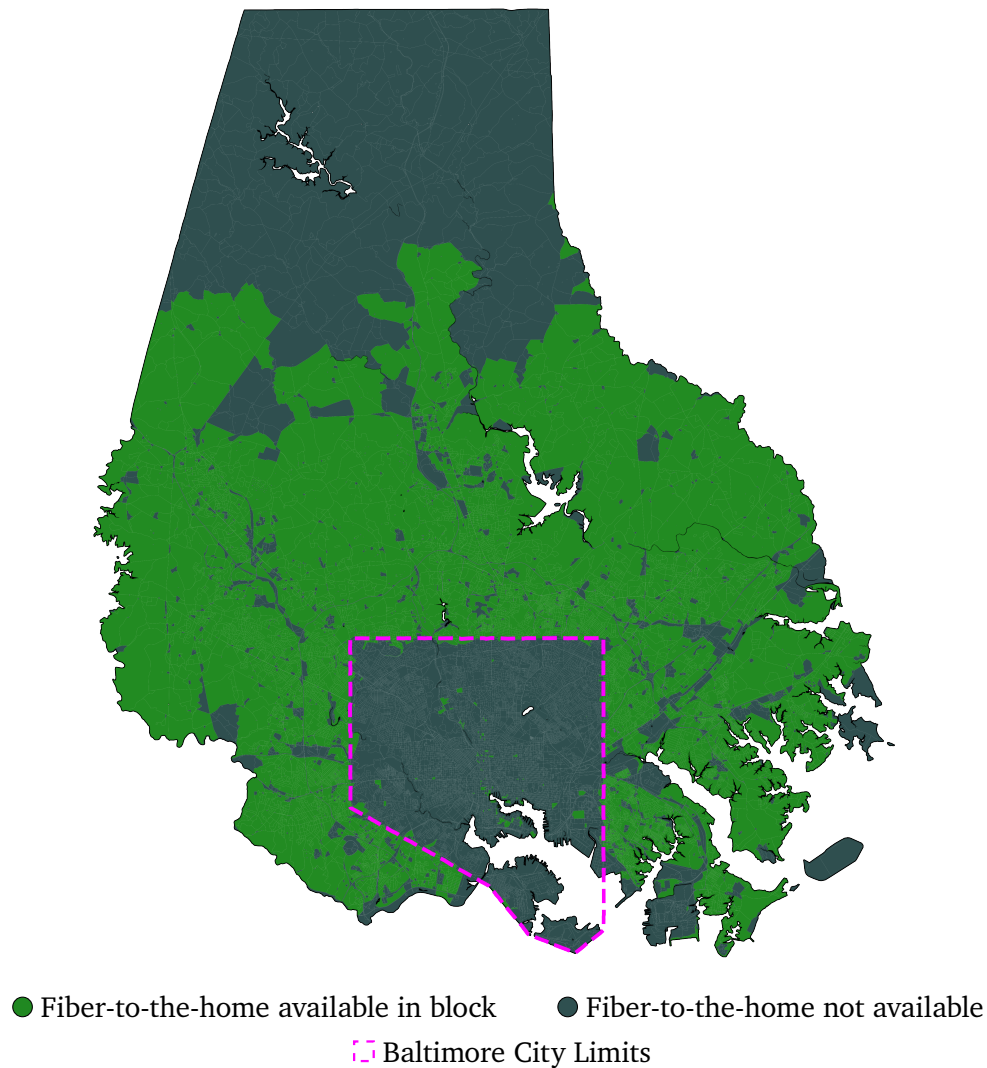 Fiber-to-the-home available in block
Fiber-to-the-home not available
Baltimore City Limits